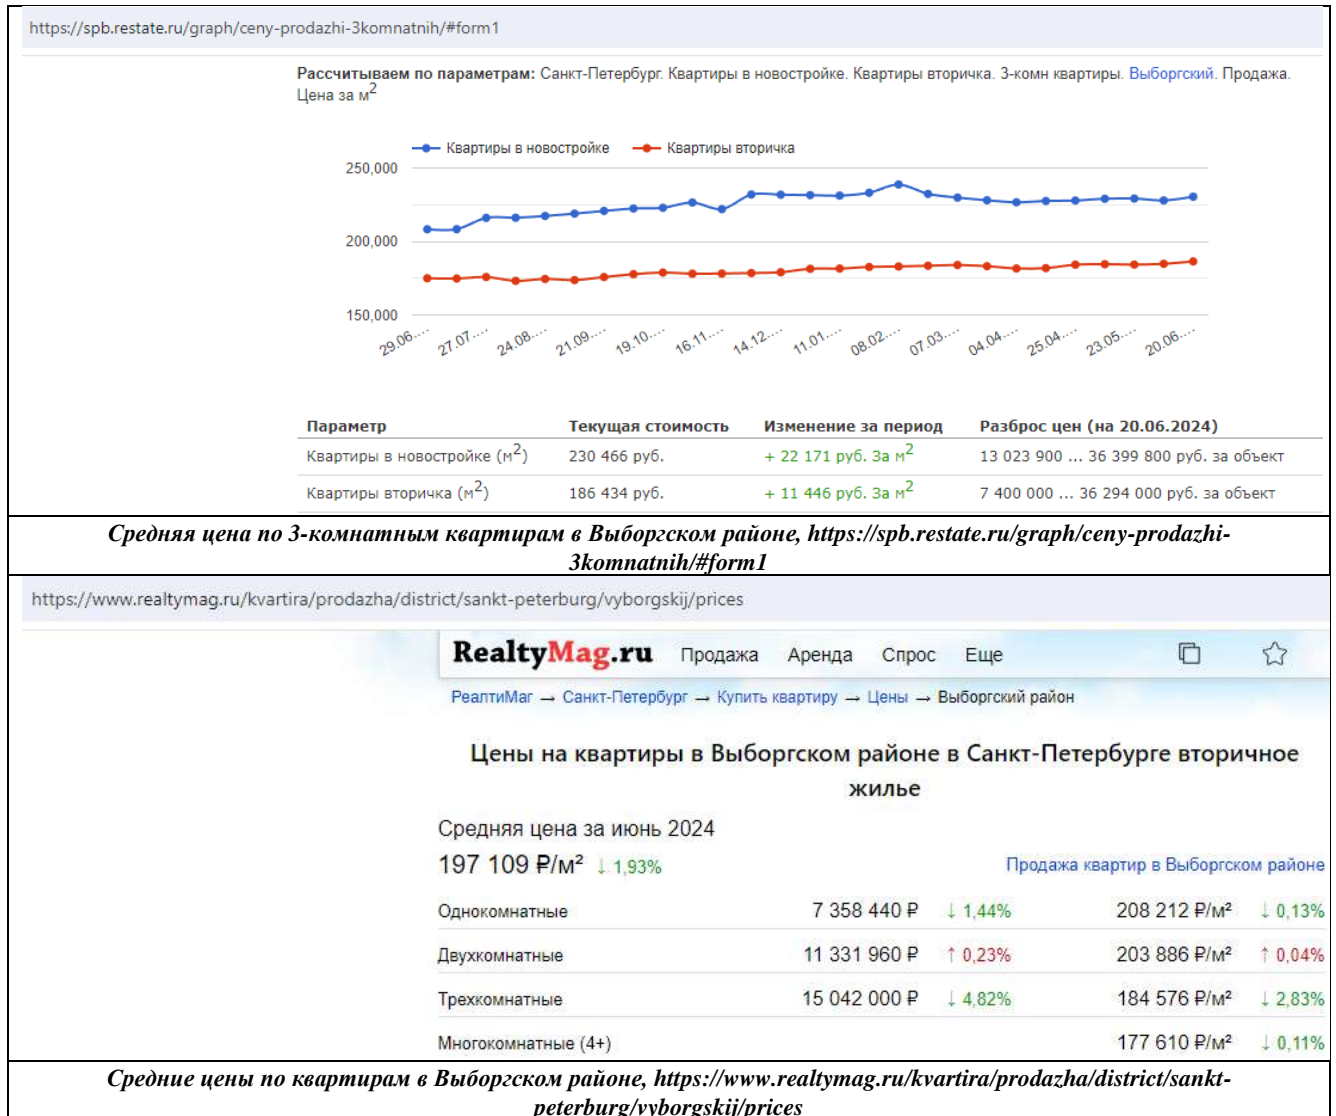 https://spb.restate.ru/graph/ceny-prodazhi-3komnatnih/#form1
Рассчитываем по параметрам: Санкт-Петербург. Квартиры в новостройке. Квартиры вторичка. 3-комн квартиры. Выборгский. Продажа.
Цена за м2
Квартиры в новостройке Квартиры вторичка
250,000
200,000
150,000
29.06.... 27.07.... 24.08.... 21.09.... 19.10.... 16.11.... 14.12.... 11.01.... 08.02.... 07.03.... 04.04.... 25.04.... 23.05.... 20.06....
Параметр Текущая стоимость Изменение за период Разброс цен (на 20.06.2024)
Квартиры в новостройке (м2) 230 466 руб. + 22 171 руб. За м2 13 023 900 ... 36 399 800 руб. за объект
Квартиры вторичка (м2) 186 434 руб. + 11 446 руб. За м2 7 400 000 ... 36 294 000 руб. за объект
Средняя цена по 3-комнатным квартирам в Выборгском районе, https://spb.restate.ru/graph/ceny-prodazhi-
3komnatnih/#form1
https://www.realtymag.ru/kvartira/prodazha/district/sankt-peterburg/vyborgskij/prices
RealtyMag.ru Продажа Аренда Спрос Еще
РеалтиМаг → Санкт-Петербург → Купить квартиру → Цены → Выборгский район
Цены на квартиры в Выборгском районе в Санкт-Петербурге вторичное
жилье
Средняя цена за июнь 2024
197 109 ₽/м² ↓ 1,93% Продажа квартир в Выборгском районе
Однокомнатные 7 358 440 ₽ ↓ 1,44% 208 212 ₽/м² ↓ 0,13%
Двухкомнатные 11 331 960 ₽ ↑ 0,23% 203 886 ₽/м² ↑ 0,04%
Трехкомнатные 15 042 000 ₽ ↓ 4,82% 184 576 ₽/м² ↓ 2,83%
Многокомнатные (4+) 177 610 ₽/м² ↓ 0,11%
Средние цены по квартирам в Выборгском районе, https://www.realtymag.ru/kvartira/prodazha/district/sankt-
peterburg/vyborgskij/prices